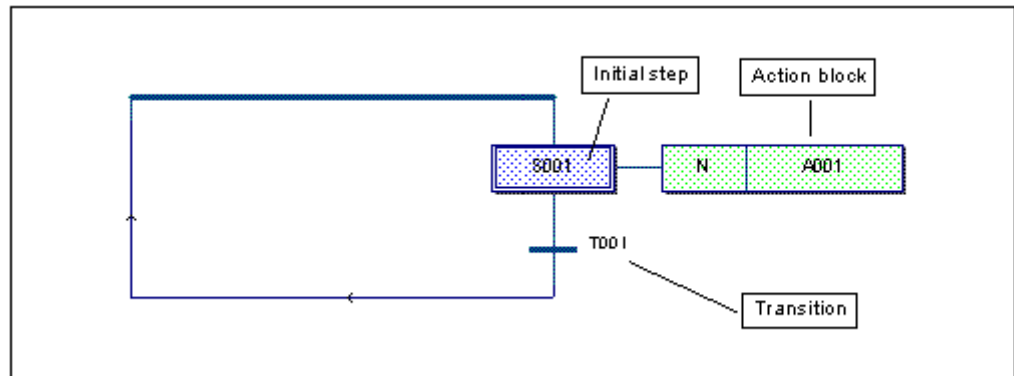 Initial step
Action block
S001
N
A001
T001
Transition